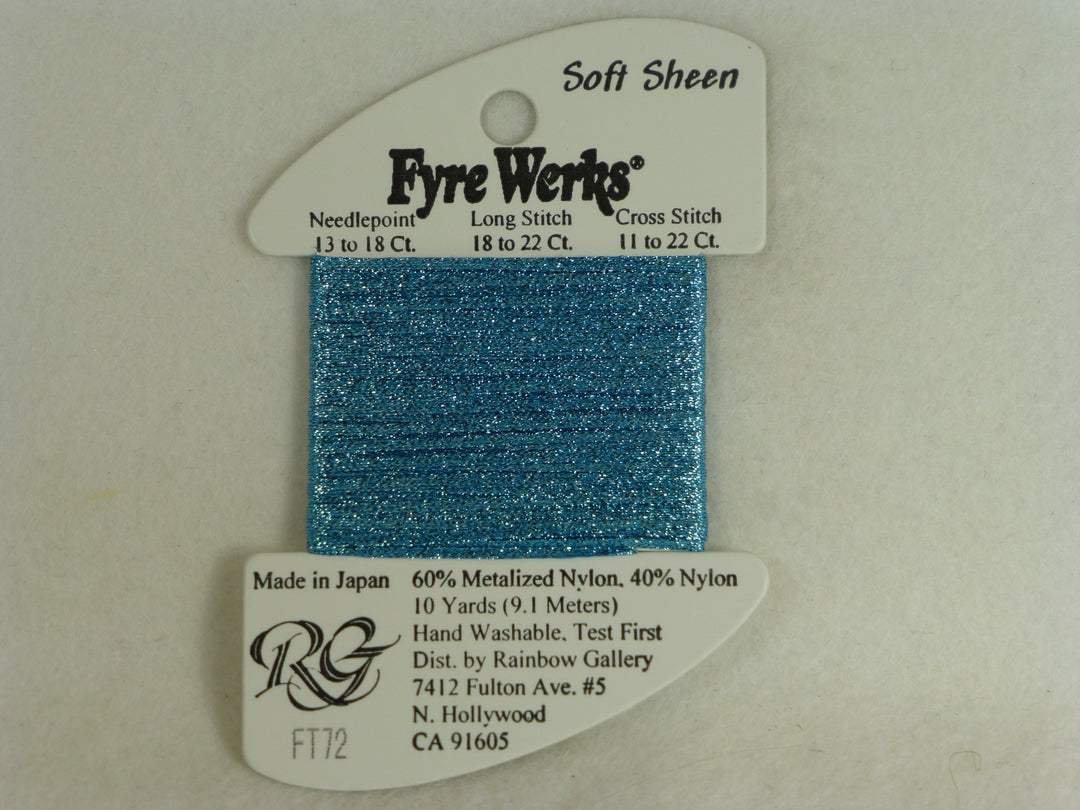 Soft Sheen
Fyre Werks®
Needlepoint Long Stitch Cross Stitch
13 to 18 Ct. 18 to 22 Ct. 11 to 22 Ct.
Made in Japan 60% Metalized Nylon, 40% Nylon
10 Yards (9.1 Meters)
Hand Washable, Test First
Dist. by Rainbow Gallery
7412 Fulton Ave. #5
N. Hollywood
CA 91605
RG
FT72